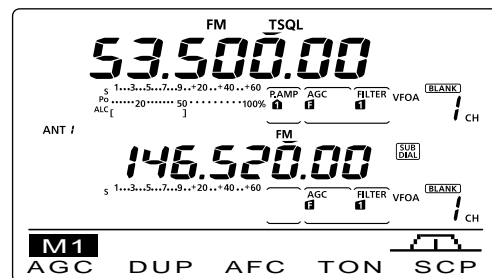 FM TSQL
53.500.00
S 1...3...5...7...9..+20..+40..+60 P.AMP AGC FILTER VFOA BLANK
Po ......20....... 50 .........100% 1 F 1 1 CH
ALC [ ]
ANT 1
FM
146.520.00 SUB DIAL
S 1...3...5...7...9..+20..+40..+60 AGC FILTER VFOA BLANK
F 1 1 CH
M1
AGC DUP AFC TON SCP